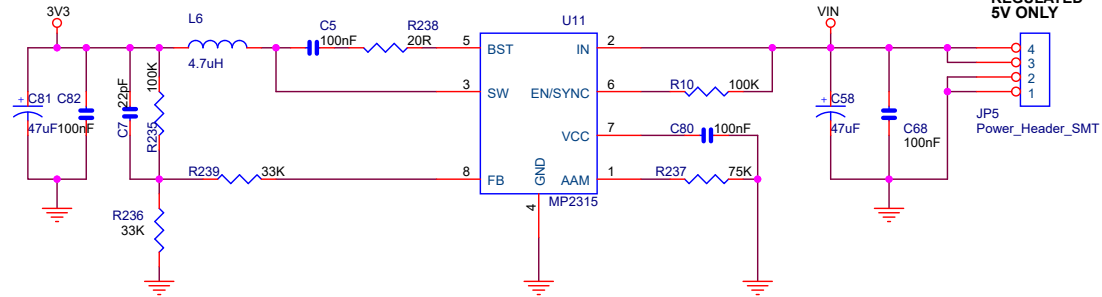 REGULATED
5V ONLY
3V3
L6
4.7uH
C5
100nF
R238
20R
U11
VIN
5
BST
IN
2
4
3
2
1
JP5
Power_Header_SMT
3
SW
EN/SYNC
6
R10
100K
C81
47uF
C82
100nF
22pF
C7
100K
R235
VCC
7
C80
100nF
C58
47uF
C68
100nF
R239
33K
8
FB
GND
AAM
1
R237
75K
4
MP2315
R236
33K